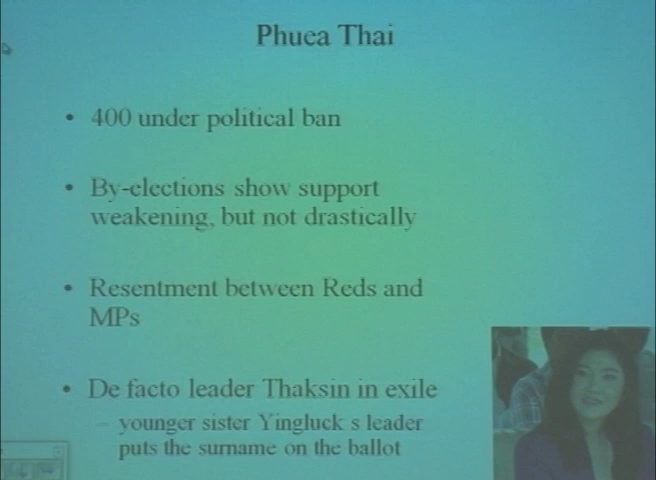 Phuea Thai
• 400 under political ban
• By-elections show support
weakening, but not drastically
• Resentment between Reds and
MPs
• De facto leader Thaksin in exile
– younger sister Yingluck s leader
puts the surname on the ballot